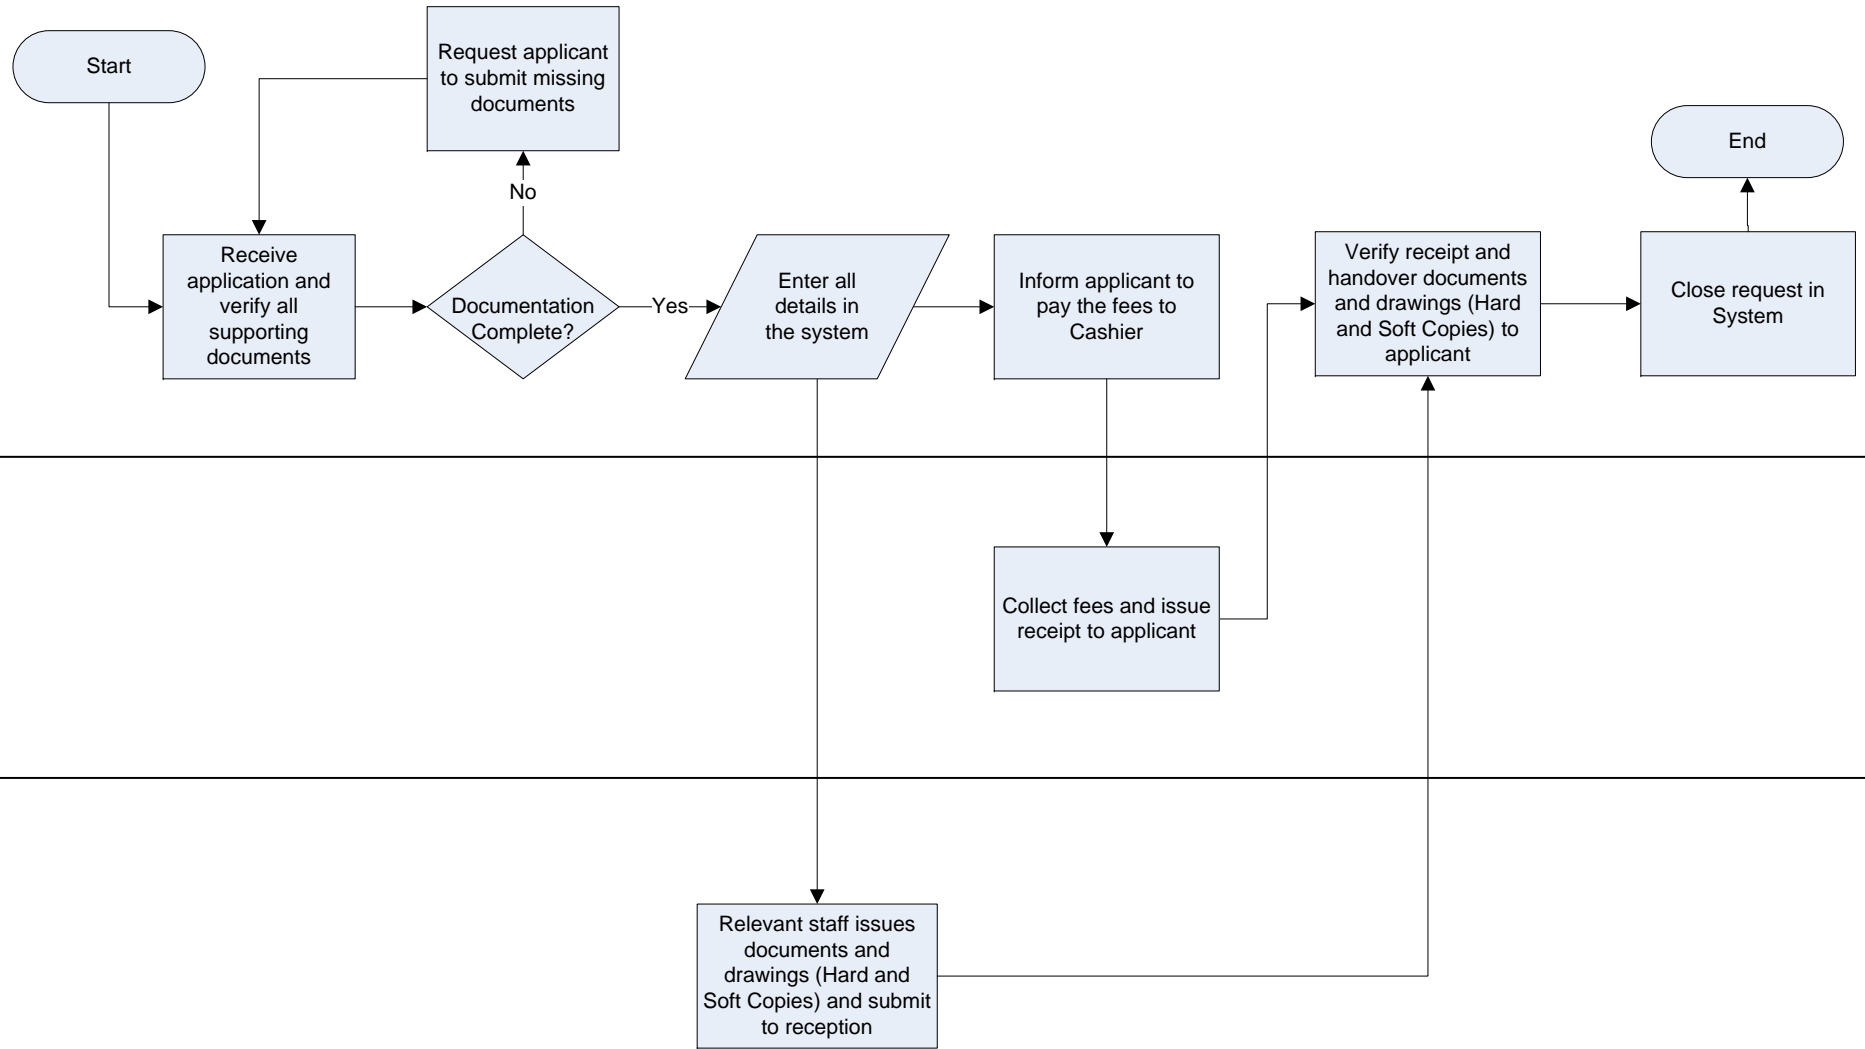 Start
Request applicant
to submit missing
documents
End
No
Receive
application and
verify all
supporting
documents
Documentation
Complete?
Yes
Enter all
details in
the system
Inform applicant to
pay the fees to
Cashier
Verify receipt and
handover documents
and drawings (Hard
and Soft Copies) to
applicant
Close request in
System
Collect fees and issue
receipt to applicant
Relevant staff issues
documents and
drawings (Hard and
Soft Copies) and submit
to reception